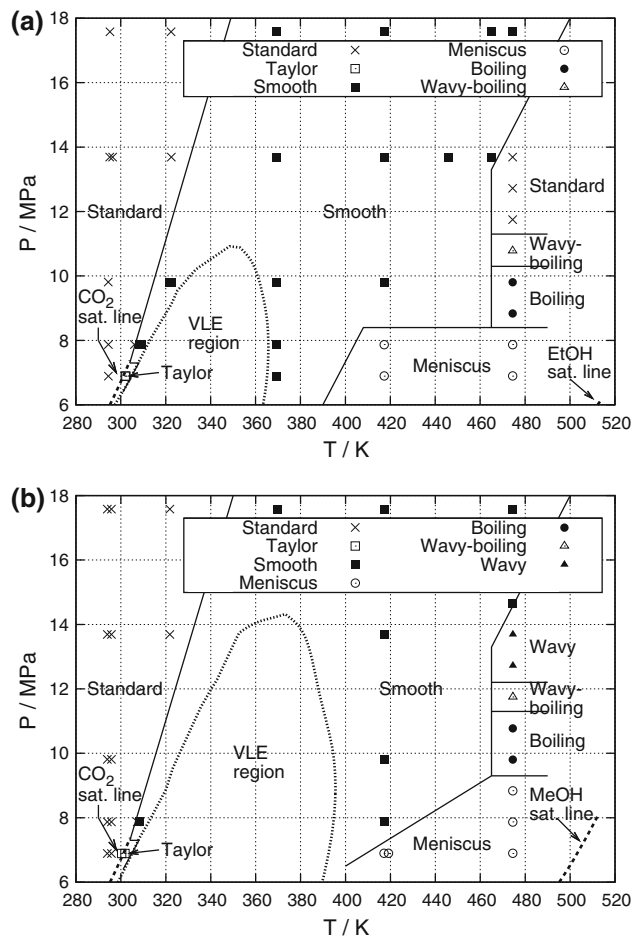 (a)
18
16
14
12
10
8
6
P / MPa
Standard
Taylor
Smooth
Meniscus
Boiling
Wavy-boiling
Standard
Smooth
Standard
Wavy-
boiling
Boiling
CO2
sat. line
VLE
region
Taylor
Meniscus
EtOH
sat. line
280 300 320 340 360 380 400 420 440 460 480 500 520
T / K
(b)
18
16
14
12
10
8
6
P / MPa
Standard
Taylor
Smooth
Meniscus
Boiling
Wavy-boiling
Wavy
Standard
Smooth
Wavy
Wavy-
boiling
Boiling
VLE
region
CO2
sat. line
Taylor
Meniscus
MeOH
sat. line
280 300 320 340 360 380 400 420 440 460 480 500 520
T / K